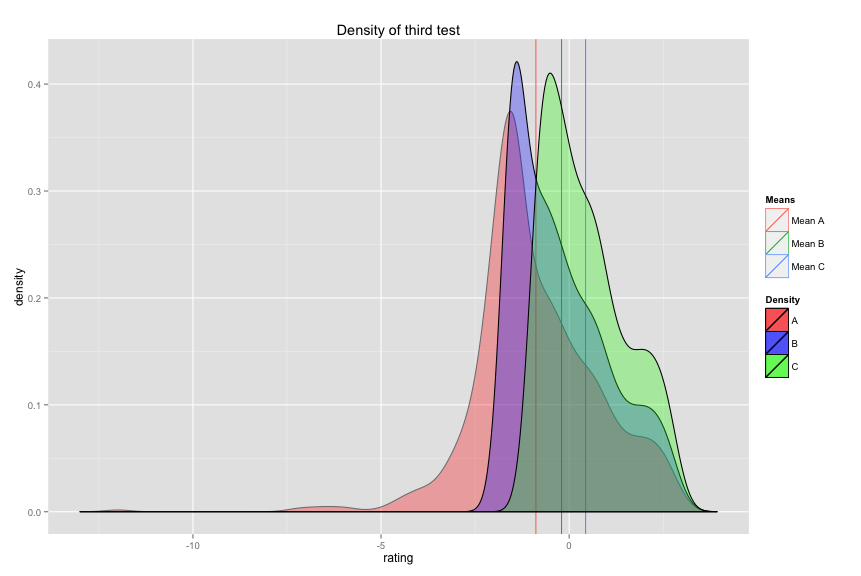 Density of third test
0.4
0.3
0.2
0.1
0.0
density
-10
-5
0
rating
Means
Mean A
Mean B
Mean C
Density
A
B
C